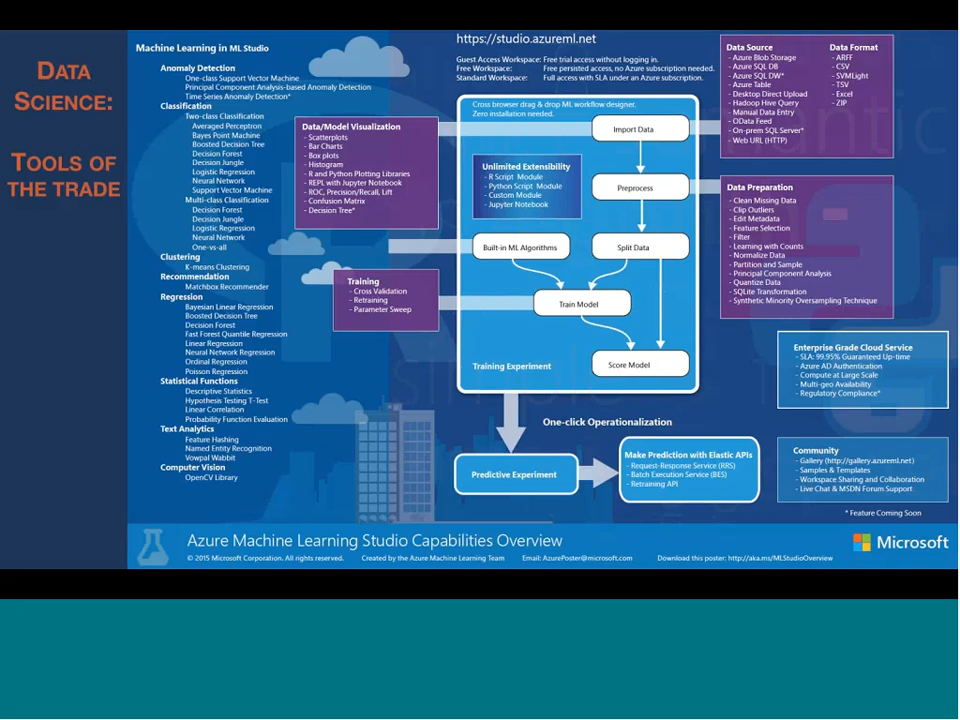 DATA
SCIENCE:
TOOLS OF
THE TRADE
Machine Learning in ML Studio
Anomaly Detection
One-class Support Vector Machine
Principal Component Analysis-based Anomaly Detection
Time Series Anomaly Detection*
Classification
Two-class Classification
Averaged Perceptron
Bayes Point Machine
Boosted Decision Tree
Decision Forest
Decision Jungle
Logistic Regression
Neural Network
Support Vector Machine
Multi-class Classification
Decision Forest
Decision Jungle
Logistic Regression
Neural Network
One-vs-all
Clustering
K-means Clustering
Recommendation
Matchbox Recommender
Regression
Bayesian Linear Regression
Boosted Decision Tree
Decision Forest
Fast Forest Quantile Regression
Linear Regression
Neural Network Regression
Ordinal Regression
Poisson Regression
Statistical Functions
Descriptive Statistics
Hypothesis Testing T-Test
Linear Correlation
Probability Function Evaluation
Text Analytics
Feature Hashing
Named Entity Recognition
Vowpal Wabbit
Computer Vision
OpenCV Library
Data/Model Visualization
- Scatterplots
- Bar Charts
- Box plots
- Histogram
- R and Python Plotting Libraries
- REPL with Jupyter Notebook
- ROC, Precision/Recall, Lift
- Confusion Matrix
- Decision Tree*
Training
- Cross Validation
- Retraining
- Parameter Sweep
https://studio.azureml.net
Guest Access Workspace: Free trial access without logging in.
Free Workspace: Free persisted access, no Azure subscription needed.
Standard Workspace: Full access with SLA under an Azure subscription.
Cross browser drag & drop ML workflow designer.
Zero installation needed.
Import Data
Unlimited Extensibility
- R Script Module
- Python Script Module
- Custom Module
- Jupyter Notebook
Preprocess
Built-in ML Algorithms
Split Data
Train Model
Score Model
Training Experiment
One-click Operationalization
Predictive Experiment
Make Prediction with Elastic APIs
- Request-Response Service (RRS)
- Batch Execution Service (BES)
- Retraining API
Data Source
- Azure Blob Storage
- Azure SQL DB
- Azure SQL DW*
- Azure Table
- Desktop Direct Upload
- Hadoop Hive Query
- Manual Data Entry
- OData Feed
- On-prem SQL Server*
- Web URL (HTTP)
Data Format
- ARFF
- CSV
- SVMLight
- TSV
- Excel
- ZIP
Data Preparation
- Clean Missing Data
- Clip Outliers
- Edit Metadata
- Feature Selection
- Filter
- Learning with Counts
- Normalize Data
- Partition and Sample
- Principal Component Analysis
- Quantize Data
- SQLite Transformation
- Synthetic Minority Oversampling Technique
Enterprise Grade Cloud Service
- SLA: 99.95% Guaranteed Up-time
- Azure AD Authentication
- Compute at Large Scale
- Multi-geo Availability
- Regulatory Compliance*
Community
- Gallery (http://gallery.azureml.net)
- Samples & Templates
- Workspace Sharing and Collaboration
- Live Chat & MSDN Forum Support
* Feature Coming Soon
Azure Machine Learning Studio Capabilities Overview
Microsoft
© 2015 Microsoft Corporation. All rights reserved. Created by the Azure Machine Learning Team Email: AzurePoster@microsoft.com Download this poster: http://aka.ms/MLStudioOverview